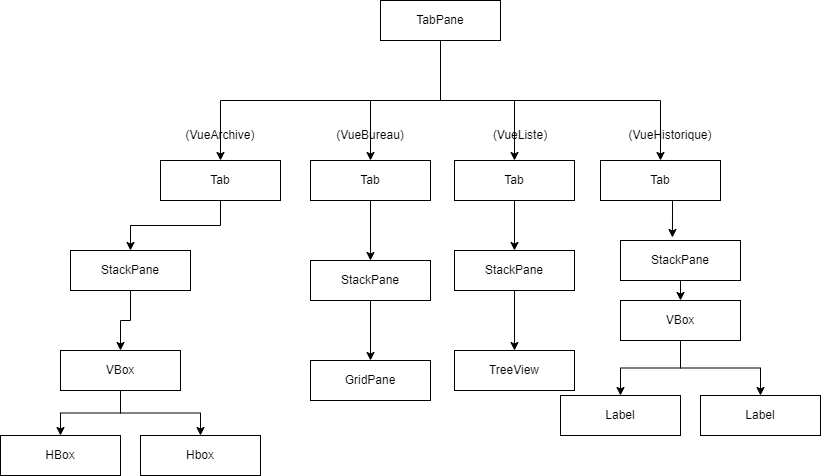 TabPane
(VueArchive)
(VueBureau)
(VueListe)
(VueHistorique)
Tab
Tab
Tab
Tab
StackPane
StackPane
StackPane
StackPane
VBox
VBox
GridPane
TreeView
Label
Label
HBox
Hbox